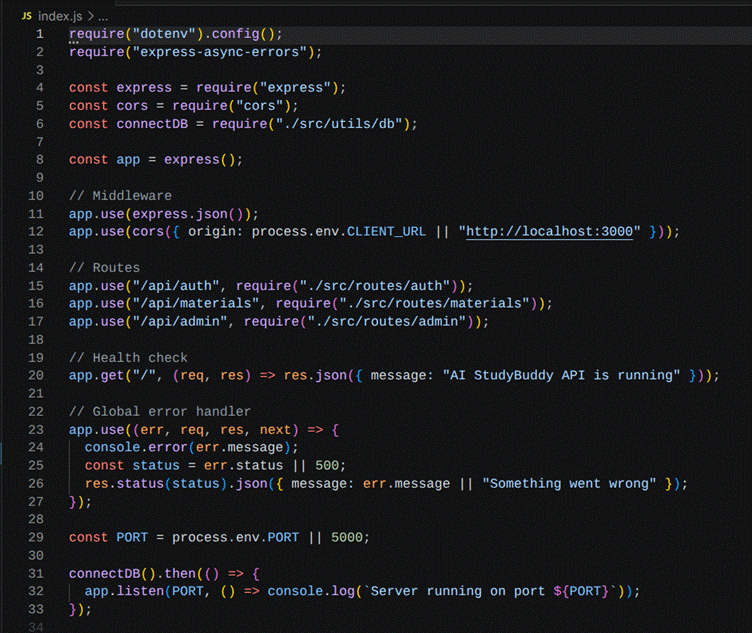 JS index.js > ...
1 require("dotenv").config();
2 require("express-async-errors");
3
4 const express = require("express");
5 const cors = require("cors");
6 const connectDB = require("./src/utils/db");
7
8 const app = express();
9
10 // Middleware
11 app.use(express.json());
12 app.use(cors({ origin: process.env.CLIENT_URL || "http://localhost:3000" }));
13
14 // Routes
15 app.use("/api/auth", require("./src/routes/auth"));
16 app.use("/api/materials", require("./src/routes/materials"));
17 app.use("/api/admin", require("./src/routes/admin"));
18
19 // Health check
20 app.get("/", (req, res) => res.json({ message: "AI StudyBuddy API is running" }));
21
22 // Global error handler
23 app.use((err, req, res, next) => {
24   console.error(err.message);
25   const status = err.status || 500;
26   res.status(status).json({ message: err.message || "Something went wrong" });
27 });
28
29 const PORT = process.env.PORT || 5000;
30
31 connectDB().then(() => {
32   app.listen(PORT, () => console.log(`Server running on port ${PORT}`));
33 });
34